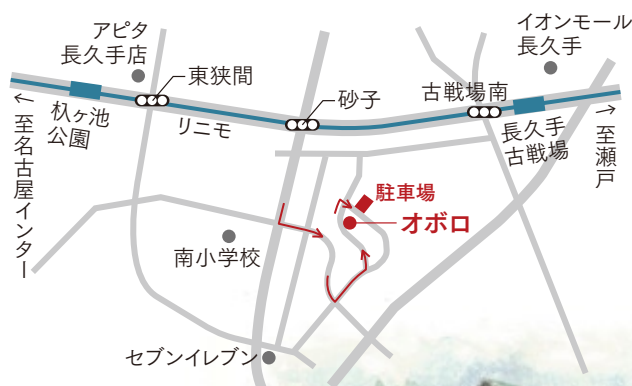 アピタ
長久手店
イオンモール
長久手
東狭間
砂子
古戦場南
杁ヶ池
公園
リニモ
長久手
古戦場
←至名古屋インター
←至瀬戸
駐車場
オボロ
南小学校
セブンイレブン